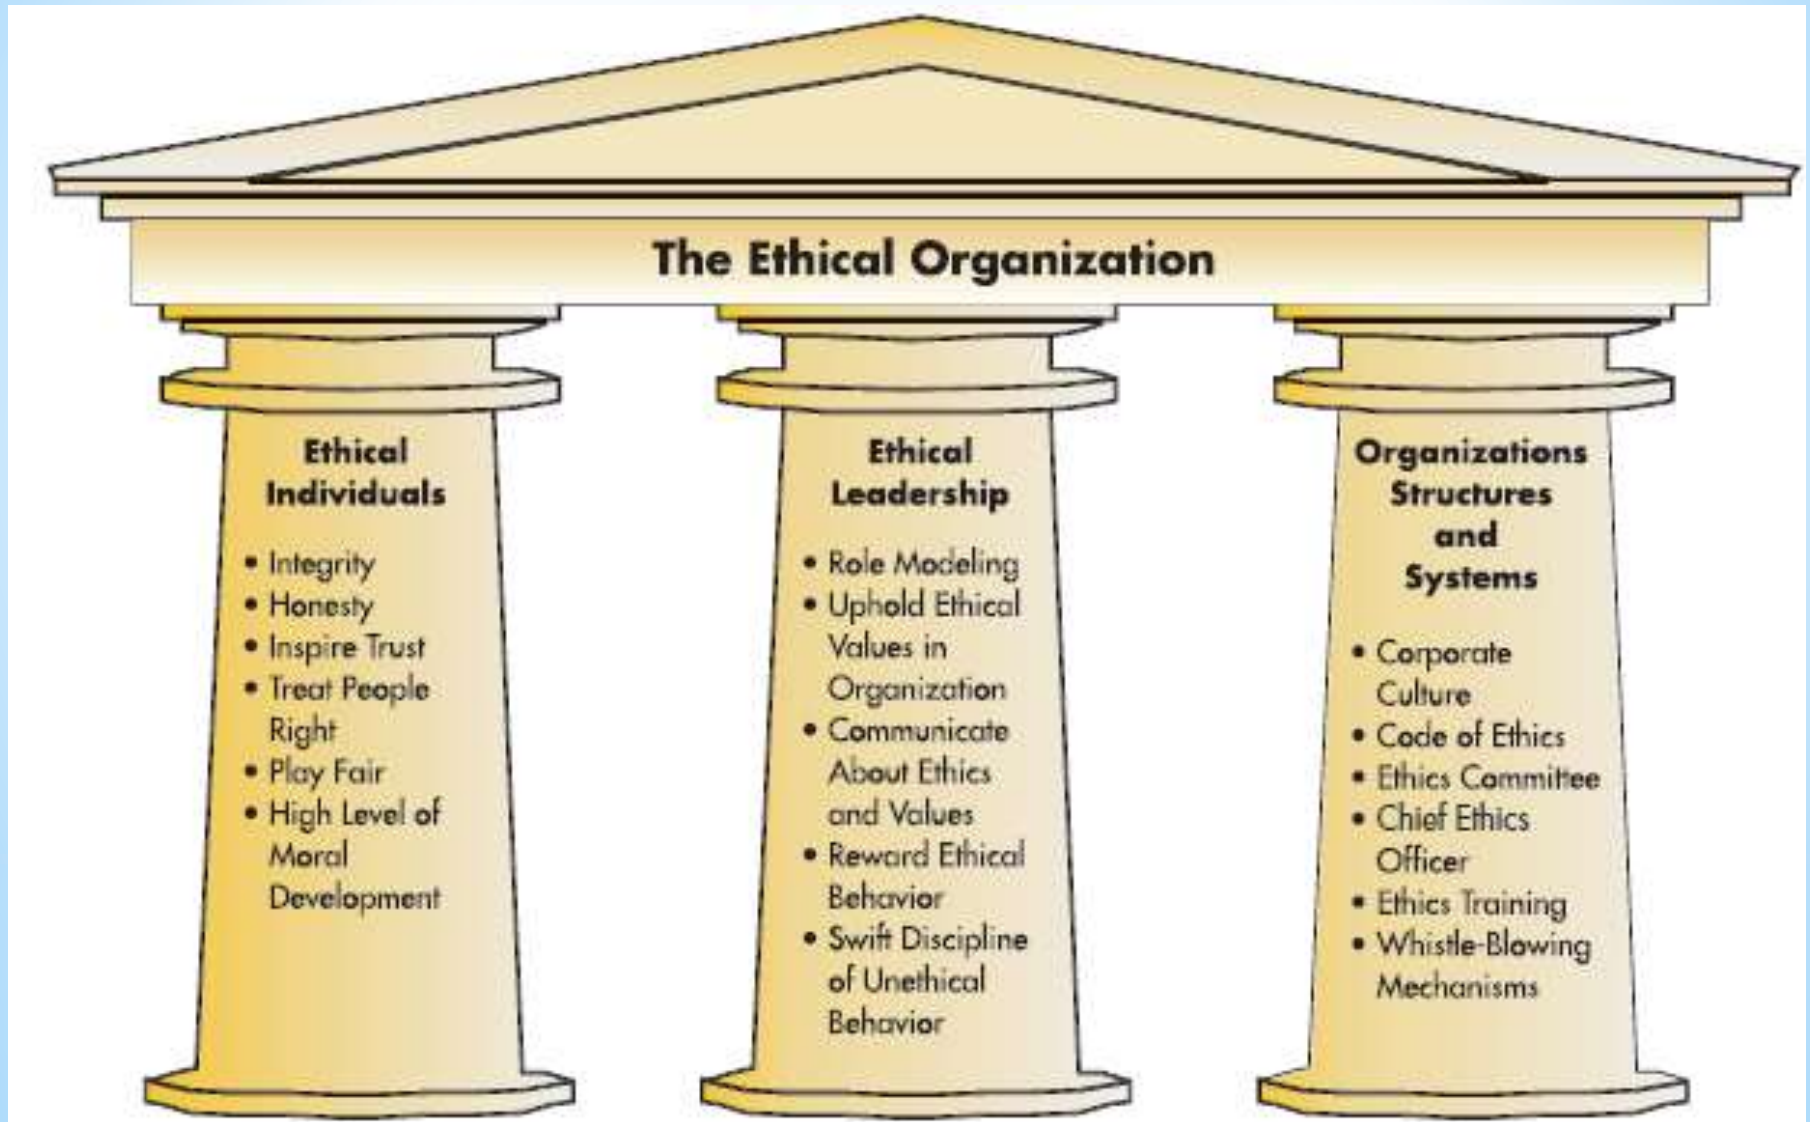 The Ethical Organization
Ethical
Individuals
• Integrity
• Honesty
• Inspire Trust
• Treat People
Right
• Play Fair
• High Level of
Moral
Development
Ethical
Leadership
• Role Modeling
• Uphold Ethical
Values in
Organization
• Communicate
About Ethics
and Values
• Reward Ethical
Behavior
• Swift Discipline
of Unethical
Behavior
Organizations
Structures
and
Systems
• Corporate
Culture
• Code of Ethics
• Ethics Committee
• Chief Ethics
Officer
• Ethics Training
• Whistle-Blowing
Mechanisms